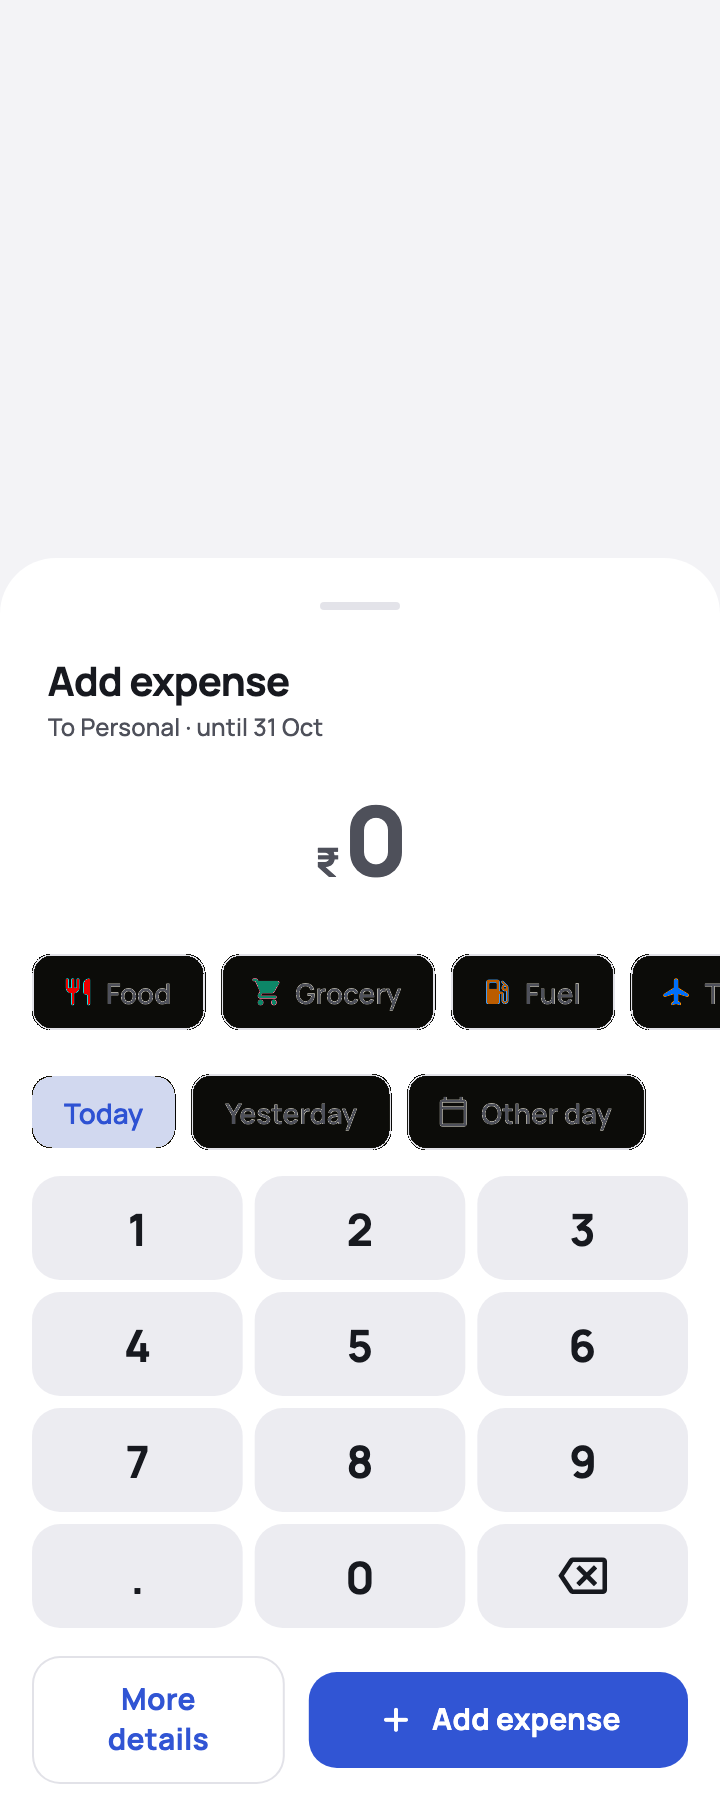 Add expense
To Personal · until 31 Oct
₹0
Food Grocery Fuel
Today Yesterday Other day
1 2 3
4 5 6
7 8 9
. 0
More
details
Add expense